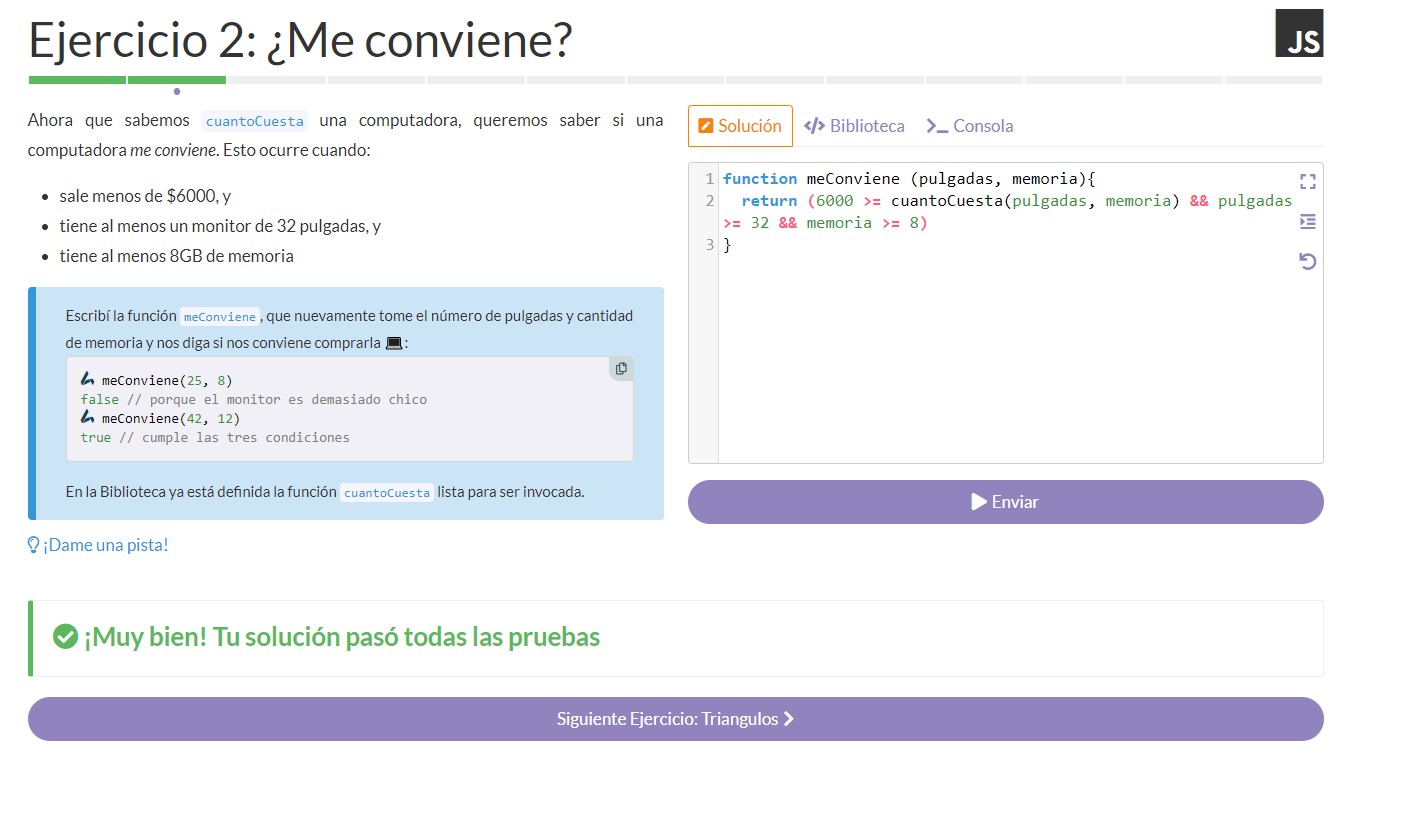 Ejercicio 2: ¿Me conviene?
JS
Ahora que sabemos cuantoCuesta una computadora, queremos saber si una
computadora me conviene. Esto ocurre cuando:
sale menos de $6000, y
tiene al menos un monitor de 32 pulgadas, y
tiene al menos 8GB de memoria
Escribí la función meConviene, que nuevamente tome el número de pulgadas y cantidad
de memoria y nos diga si nos conviene comprarla 💻:
meConviene(25, 8)
false // porque el monitor es demasiado chico
meConviene(42, 12)
true // cumple las tres condiciones
En la Biblioteca ya está definida la función cuantoCuesta lista para ser invocada.
¡Dame una pista!
Solución
Biblioteca
Consola
1 function meConviene (pulgadas, memoria){
2   return (6000 >= cuantoCuesta(pulgadas, memoria) && pulgadas
>= 32 && memoria >= 8)
3 }
Enviar
¡Muy bien! Tu solución pasó todas las pruebas
Siguiente Ejercicio: Triangulos